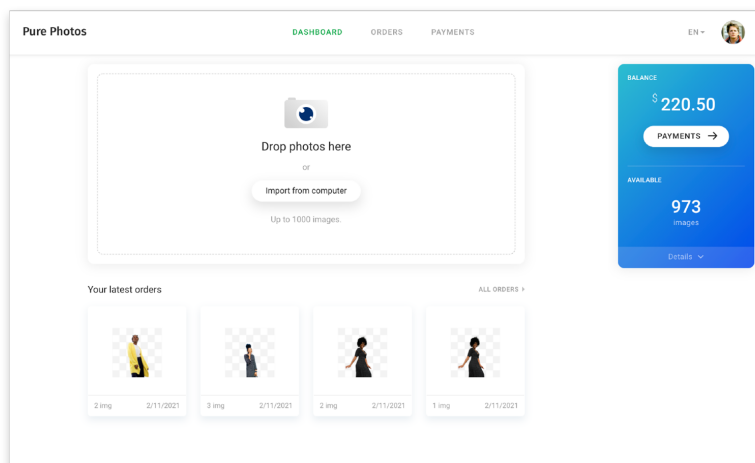 Pure Photos
DASHBOARD
ORDERS
PAYMENTS
EN
BALANCE
$ 220.50
PAYMENTS →
AVAILABLE
973
images
Details
Drop photos here
or
Import from computer
Up to 1000 images.
Your latest orders
ALL ORDERS
2 img 2/11/2021
3 img 2/11/2021
2 img 2/11/2021
1 img 2/11/2021